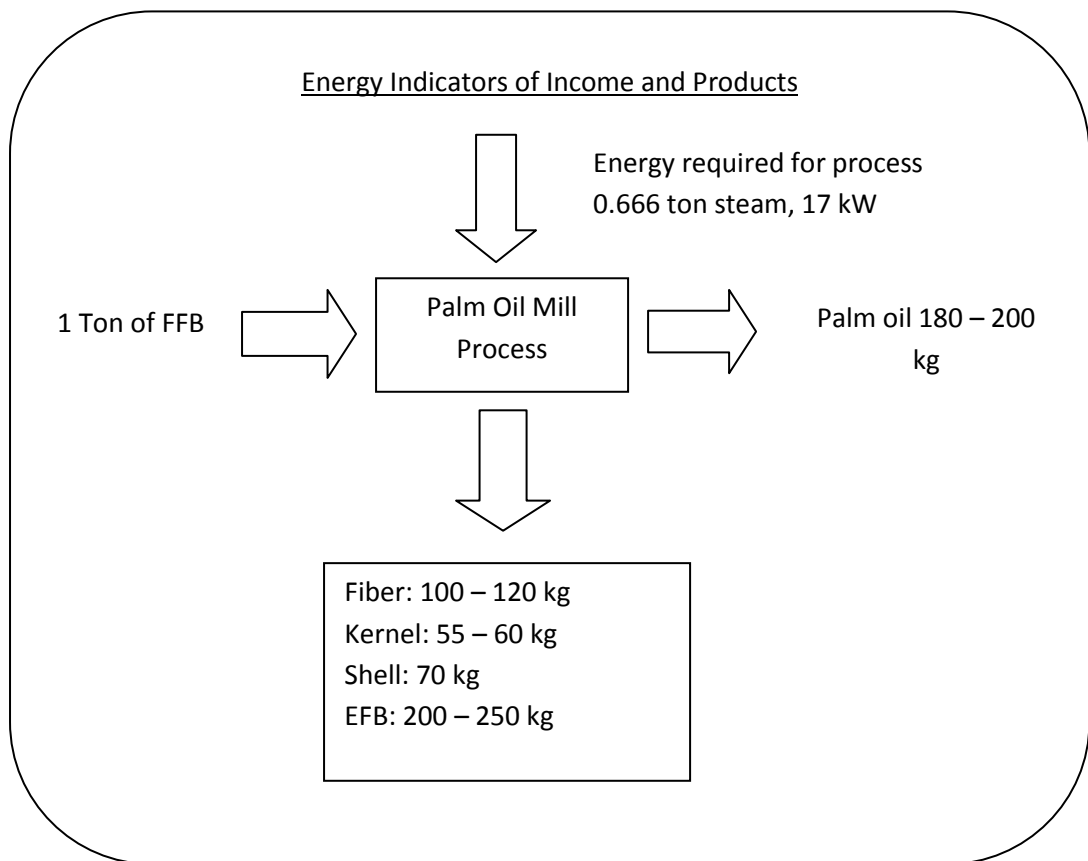 Energy Indicators of Income and Products
Energy required for process
0.666 ton steam, 17 kW
1 Ton of FFB
Palm Oil Mill
Process
Palm oil 180 – 200
kg
Fiber: 100 – 120 kg
Kernel: 55 – 60 kg
Shell: 70 kg
EFB: 200 – 250 kg